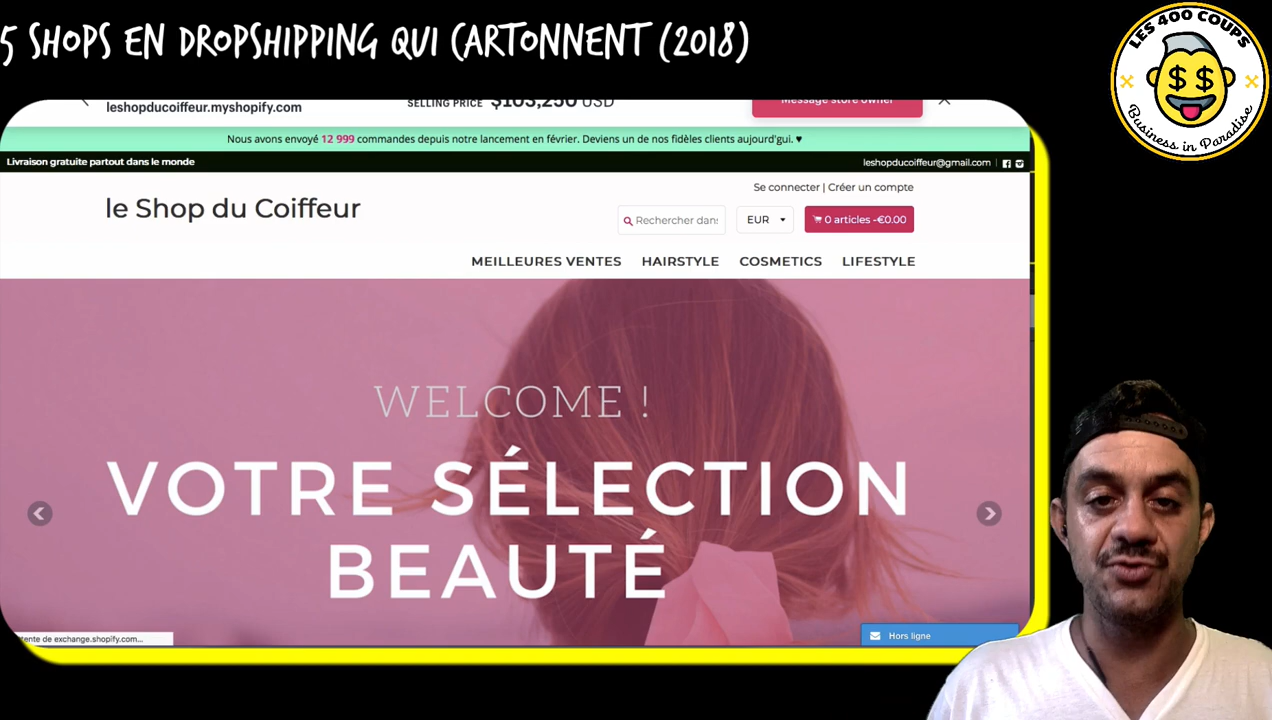 5 SHOPS EN DROPSHIPPING QUI CARTONNENT (2018)
LES 400 COUPS
$ $
Business in Paradise
leshopducoiffeur.myshopify.com
SELLING PRICE $103,250 USD
Message store owner
Nous avons envoyé 12 999 commandes depuis notre lancement en février. Deviens un de nos fidèles clients aujourd'gui. ♥
Livraison gratuite partout dans le monde
leshopducoiffeur@gmail.com
Se connecter | Créer un compte
le Shop du Coiffeur
Rechercher dans
EUR
0 articles -€0.00
MEILLEURES VENTES HAIRSTYLE COSMETICS LIFESTYLE
WELCOME !
VOTRE SÉLECTION
BEAUTÉ
tente de exchange.shopify.com...
Hors ligne